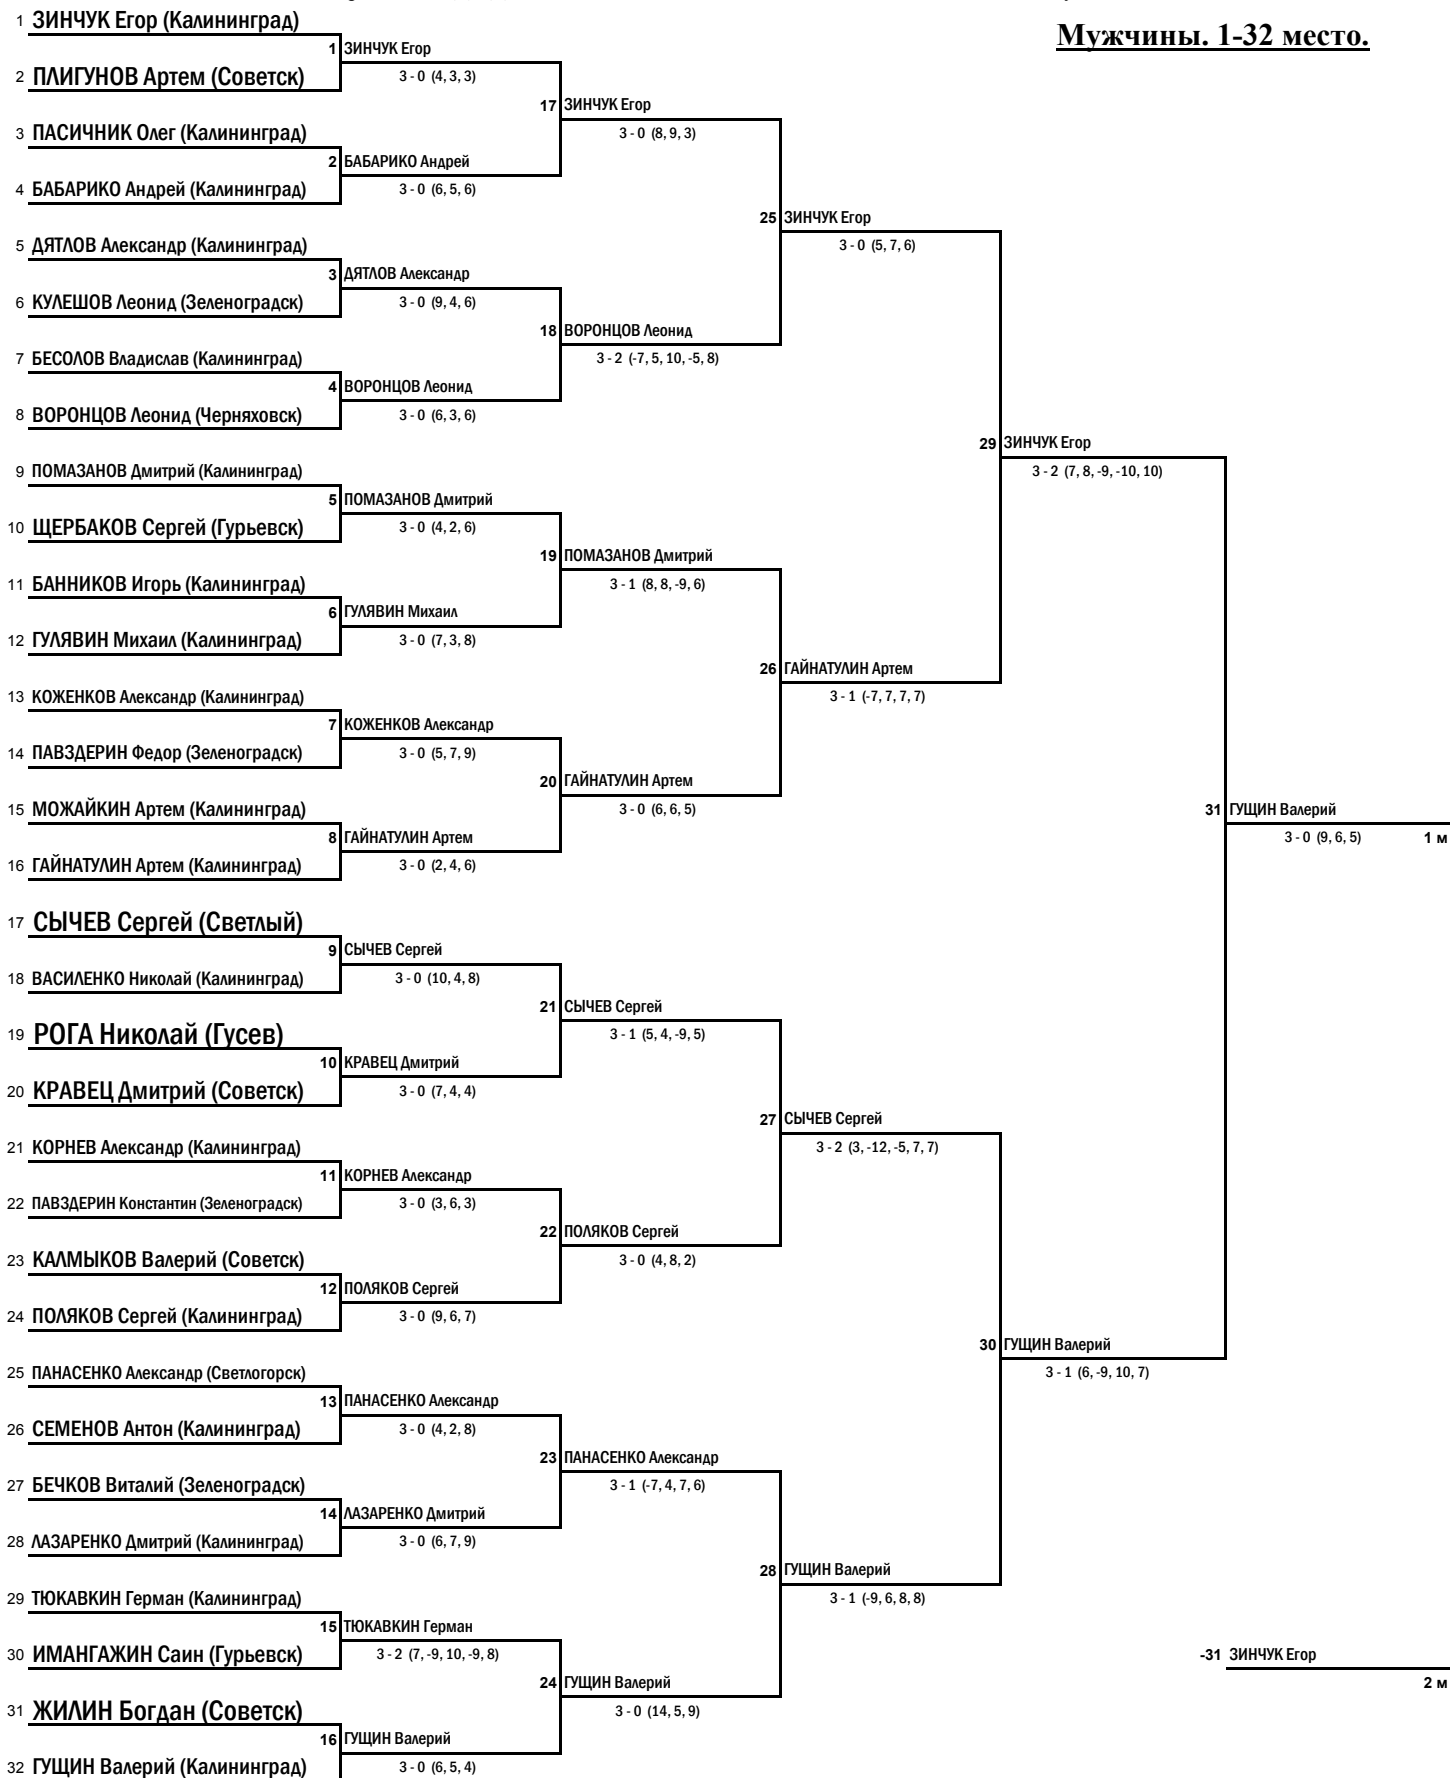 1 ЗИНЧУК Егор (Калининград)
Мужчины. 1-32 место.
1 ЗИНЧУК Егор
2 ПЛИГУНОВ Артем (Советск)
3 - 0 (4, 3, 3)
17 ЗИНЧУК Егор
3 ПАСИЧНИК Олег (Калининград)
3 - 0 (8, 9, 3)
2 БАБАРИКО Андрей
4 БАБАРИКО Андрей (Калининград)
3 - 0 (6, 5, 6)
25 ЗИНЧУК Егор
5 ДЯТЛОВ Александр (Калининград)
3 - 0 (5, 7, 6)
3 ДЯТЛОВ Александр
6 КУЛЕШОВ Леонид (Зеленоградск)
3 - 0 (9, 4, 6)
18 ВОРОНЦОВ Леонид
7 БЕСОЛОВ Владислав (Калининград)
3 - 2 (-7, 5, 10, -5, 8)
4 ВОРОНЦОВ Леонид
8 ВОРОНЦОВ Леонид (Черняховск)
3 - 0 (6, 3, 6)
29 ЗИНЧУК Егор
9 ПОМАЗАНОВ Дмитрий (Калининград)
3 - 2 (7, 8, -9, -10, 10)
5 ПОМАЗАНОВ Дмитрий
10 ЩЕРБАКОВ Сергей (Гурьевск)
3 - 0 (4, 2, 6)
19 ПОМАЗАНОВ Дмитрий
11 БАННИКОВ Игорь (Калининград)
3 - 1 (8, 8, -9, 6)
6 ГУЛЯВИН Михаил
12 ГУЛЯВИН Михаил (Калининград)
3 - 0 (7, 3, 8)
26 ГАЙНАТУЛИН Артем
13 КОЖЕНКОВ Александр (Калининград)
3 - 1 (-7, 7, 7, 7)
7 КОЖЕНКОВ Александр
14 ПАВЗДЕРИН Федор (Зеленоградск)
3 - 0 (5, 7, 9)
20 ГАЙНАТУЛИН Артем
15 МОЖАЙКИН Артем (Калининград)
3 - 0 (6, 6, 5)
31 ГУЩИН Валерий
8 ГАЙНАТУЛИН Артем
3 - 0 (9, 6, 5) 1 м
16 ГАЙНАТУЛИН Артем (Калининград)
3 - 0 (2, 4, 6)
17 СЫЧЕВ Сергей (Светлый)
9 СЫЧЕВ Сергей
18 ВАСИЛЕНКО Николай (Калининград)
3 - 0 (10, 4, 8)
21 СЫЧЕВ Сергей
19 РОГА Николай (Гусев)
3 - 1 (5, 4, -9, 5)
10 КРАВЕЦ Дмитрий
20 КРАВЕЦ Дмитрий (Советск)
3 - 0 (7, 4, 4)
27 СЫЧЕВ Сергей
21 КОРНЕВ Александр (Калининград)
3 - 2 (3, -12, -5, 7, 7)
11 КОРНЕВ Александр
22 ПАВЗДЕРИН Константин (Зеленоградск)
3 - 0 (3, 6, 3)
22 ПОЛЯКОВ Сергей
23 КАЛМЫКОВ Валерий (Советск)
3 - 0 (4, 8, 2)
12 ПОЛЯКОВ Сергей
24 ПОЛЯКОВ Сергей (Калининград)
3 - 0 (9, 6, 7)
30 ГУЩИН Валерий
25 ПАНАСЕНКО Александр (Светлогорск)
3 - 1 (6, -9, 10, 7)
13 ПАНАСЕНКО Александр
26 СЕМЕНОВ Антон (Калининград)
3 - 0 (4, 2, 8)
23 ПАНАСЕНКО Александр
27 БЕЧКОВ Виталий (Зеленоградск)
3 - 1 (-7, 4, 7, 6)
14 ЛАЗАРЕНКО Дмитрий
28 ЛАЗАРЕНКО Дмитрий (Калининград)
3 - 0 (6, 7, 9)
28 ГУЩИН Валерий
29 ТЮКАВКИН Герман (Калининград)
3 - 1 (-9, 6, 8, 8)
15 ТЮКАВКИН Герман
30 ИМАНГАЖИН Саин (Гурьевск)
3 - 2 (7, -9, 10, -9, 8)
-31 ЗИНЧУК Егор
24 ГУЩИН Валерий
2 м
31 ЖИЛИН Богдан (Советск)
3 - 0 (14, 5, 9)
16 ГУЩИН Валерий
32 ГУЩИН Валерий (Калининград)
3 - 0 (6, 5, 4)